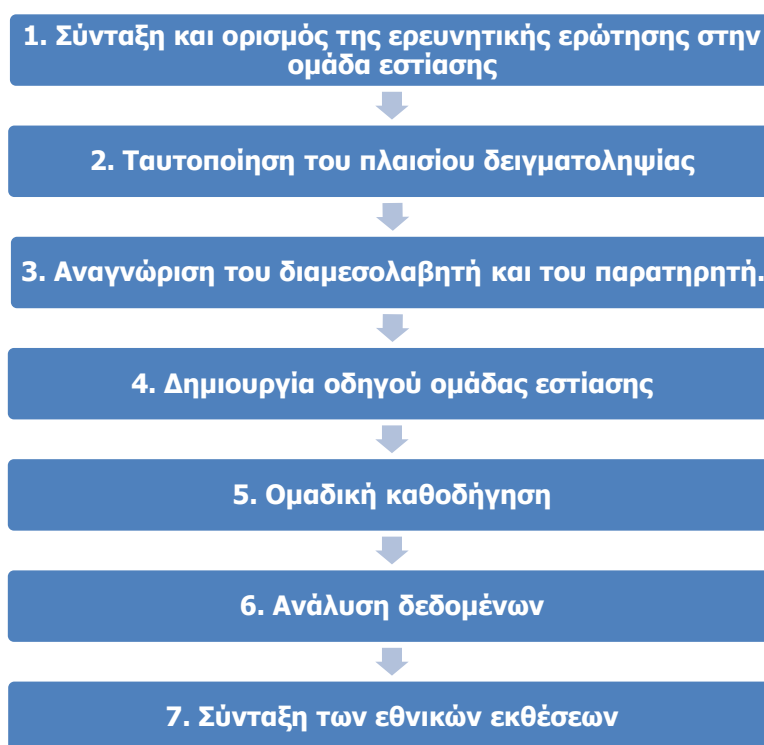 1. Σύνταξη και ορισμός της ερευνητικής ερώτησης στην
ομάδα εστίασης
2. Ταυτοποίηση του πλαισίου δειγματοληψίας
3. Αναγνώριση του διαμεσολαβητή και του παρατηρητή.
4. Δημιουργία οδηγού ομάδας εστίασης
5. Ομαδική καθοδήγηση
6. Ανάλυση δεδομένων
7. Σύνταξη των εθνικών εκθέσεων